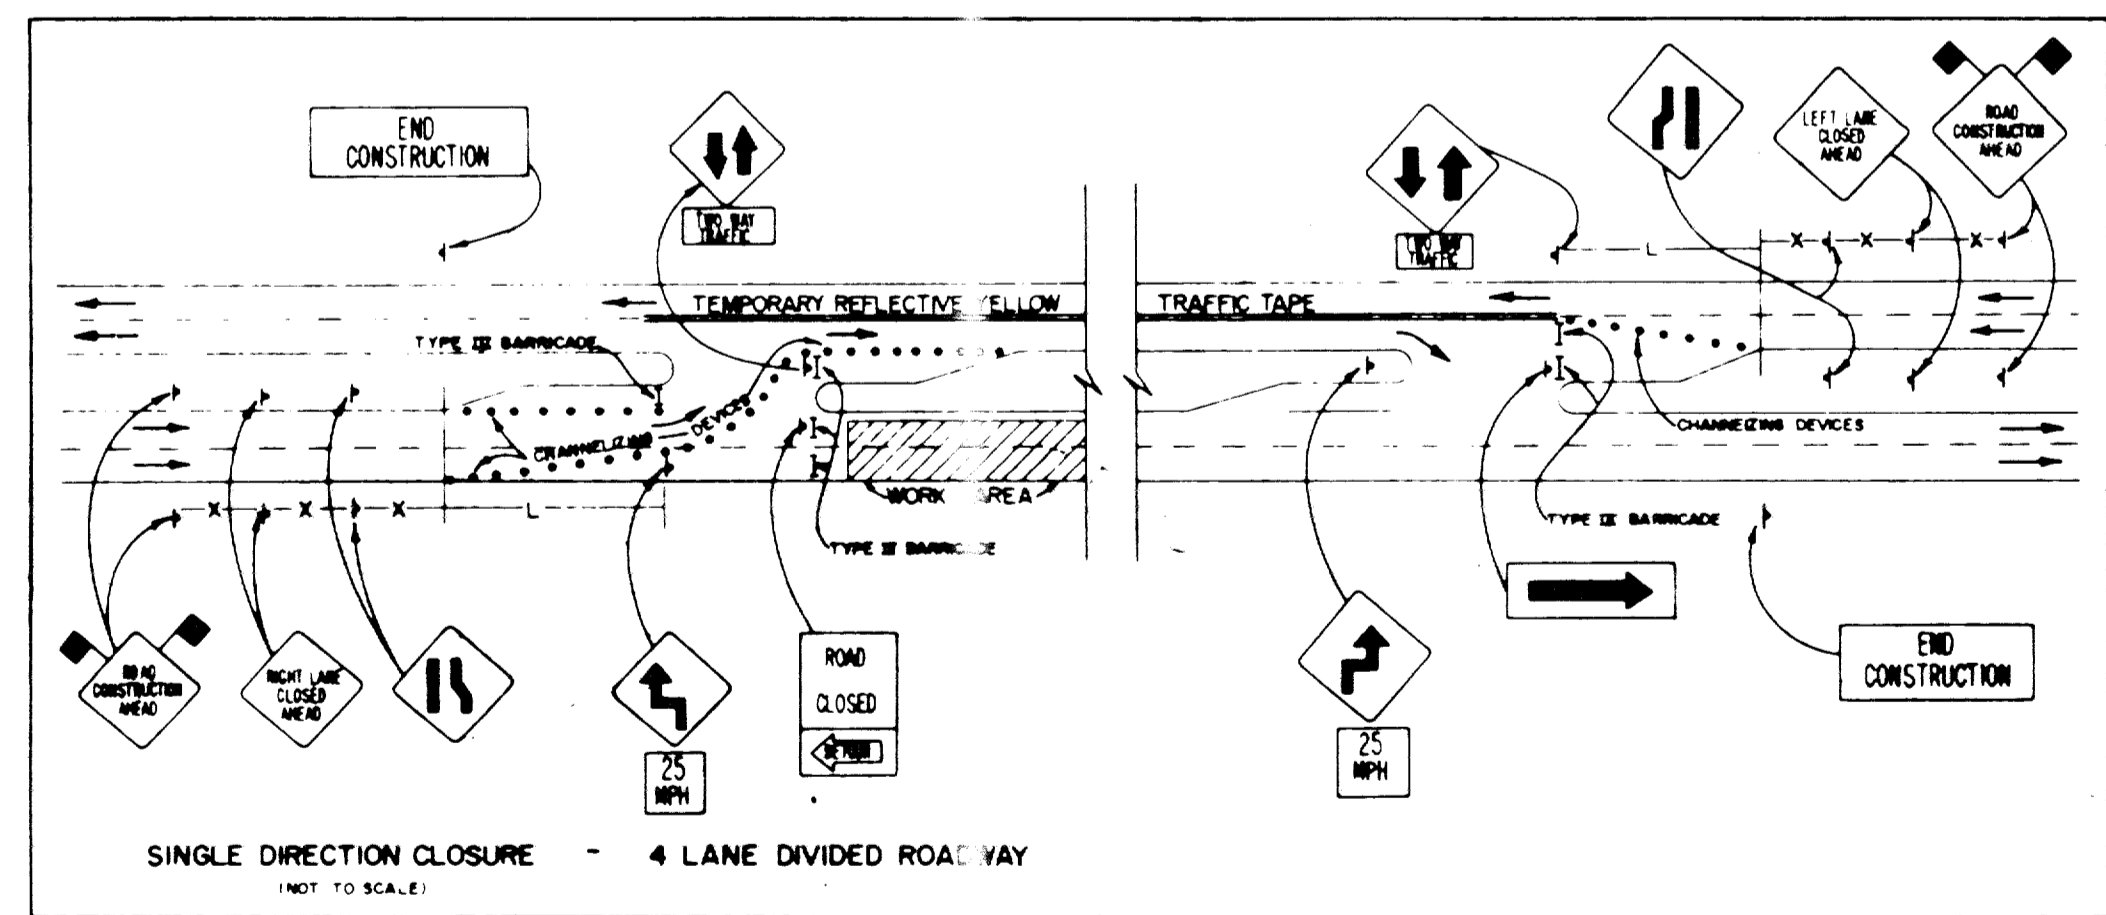 END
CONSTRUCTION
TWO WAY
TRAFFIC
TWO WAY
TRAFFIC
LEFT LANE
CLOSED
AHEAD
ROAD
CONSTRUCTION
AHEAD
X
X
X
L
TEMPORARY REFLECTIVE YELLOW TRAFFIC TAPE
TYPE III BARRICADE
CHANNELIZING DEVICES
CHANNELIZING DEVICES
WORK AREA
X
X
X
L
TYPE III BARRICADE
TYPE III BARRICADE
ROAD
CONSTRUCTION
AHEAD
RIGHT LANE
CLOSED
AHEAD
25
MPH
ROAD
CLOSED
DETOUR
25
MPH
END
CONSTRUCTION
SINGLE DIRECTION CLOSURE - 4 LANE DIVIDED ROADWAY
(NOT TO SCALE)